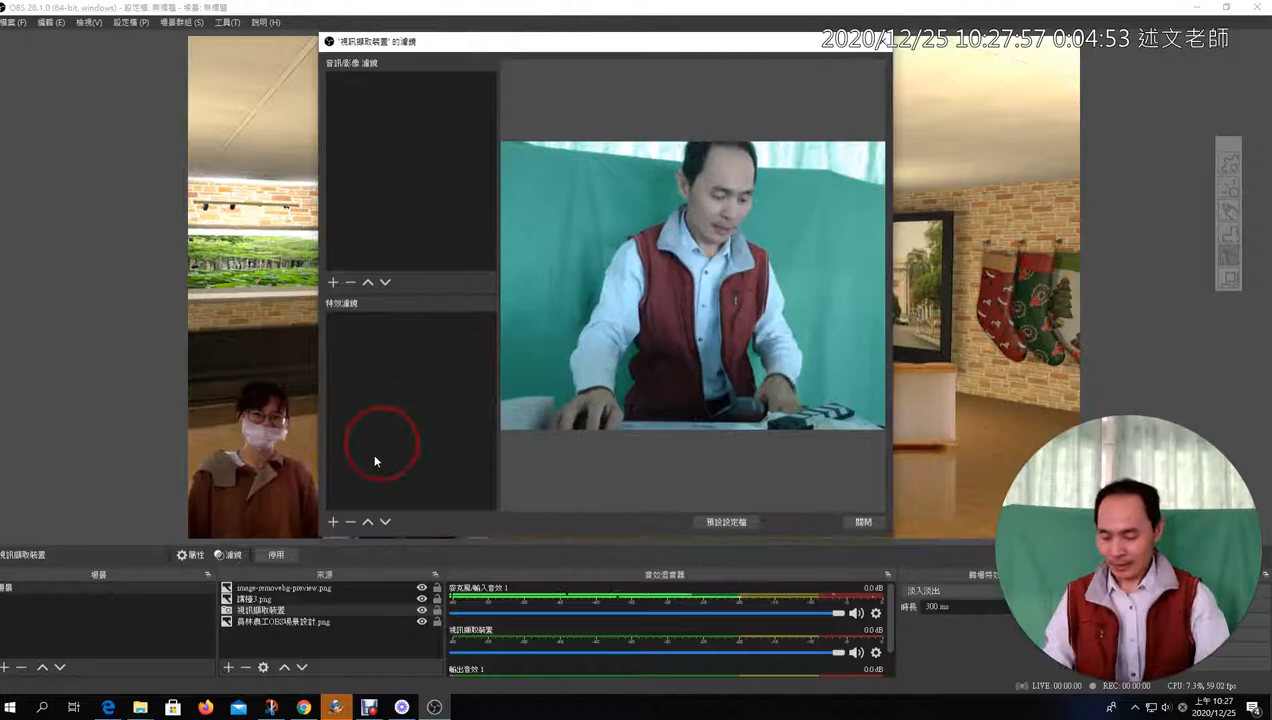 OBS 26.1.0 (64-bit, windows) - 設定檔: 無標題 - 場景: 無標題
檔案(F) 編輯(E) 檢視(V) 設定檔(P) 場景群組(S) 工具(T) 說明(H)
'視訊擷取裝置' 的濾鏡
2020/12/25 10:27:57 0:04:53 述文老師
音訊/影像 濾鏡
特效濾鏡
預設設定檔 關閉
視訊擷取裝置 屬性 濾鏡 停用
場景 來源 音效混音器
image-removebg-preview.png
講檯3.png
視訊擷取裝置
員林農工OBS場景設計.png
麥克風/輸入音效 1 0.0 dB
視訊擷取裝置 0.0 dB
輸出音效 1 0.0 dB
淡入淡出
時長 300 ms
LIVE: 00:00:00 REC: 00:00:00 CPU: 7.3%, 59.02 fps
上午 10:27
2020/12/25